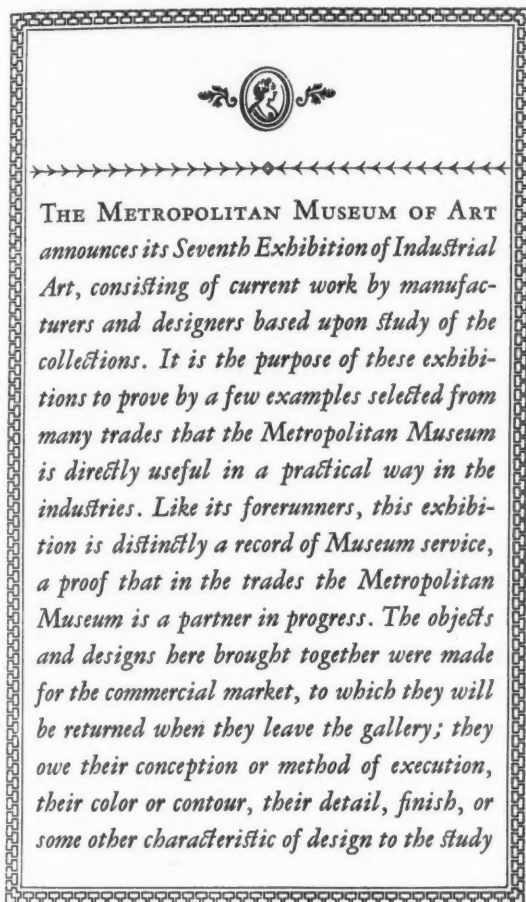 THE METROPOLITAN MUSEUM OF ART
announces its Seventh Exhibition of Industrial
Art, consisting of current work by manufac-
turers and designers based upon study of the
collections. It is the purpose of these exhibi-
tions to prove by a few examples selected from
many trades that the Metropolitan Museum
is directly useful in a practical way in the
industries. Like its forerunners, this exhibi-
tion is distinctly a record of Museum service,
a proof that in the trades the Metropolitan
Museum is a partner in progress. The objects
and designs here brought together were made
for the commercial market, to which they will
be returned when they leave the gallery; they
owe their conception or method of execution,
their color or contour, their detail, finish, or
some other characteristic of design to the study